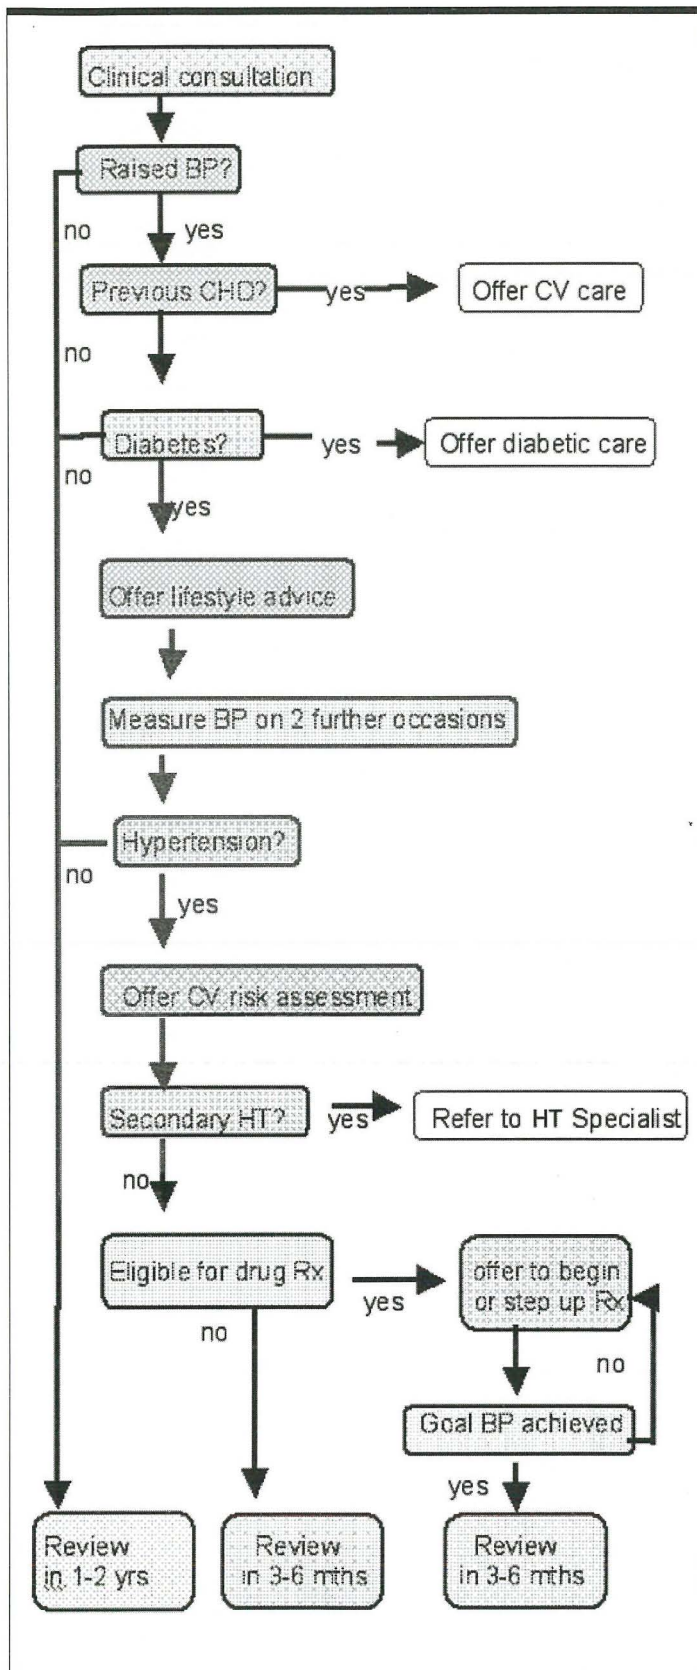 Clinical consultation
Raised BP?
no
yes
Previous CHD?
yes
Offer CV care
no
Diabetes?
yes
Offer diabetic care
no
yes
Offer lifestyle advice
Measure BP on 2 further occasions
Hypertension?
no
yes
Offer CV risk assessment
Secondary HT?
yes
Refer to HT Specialist
no
Eligible for drug Rx
yes
offer to begin
or step up Rx
no
no
Goal BP achieved
yes
Review
in 1-2 yrs
Review
in 3-6 mths
Review
in 3-6 mths